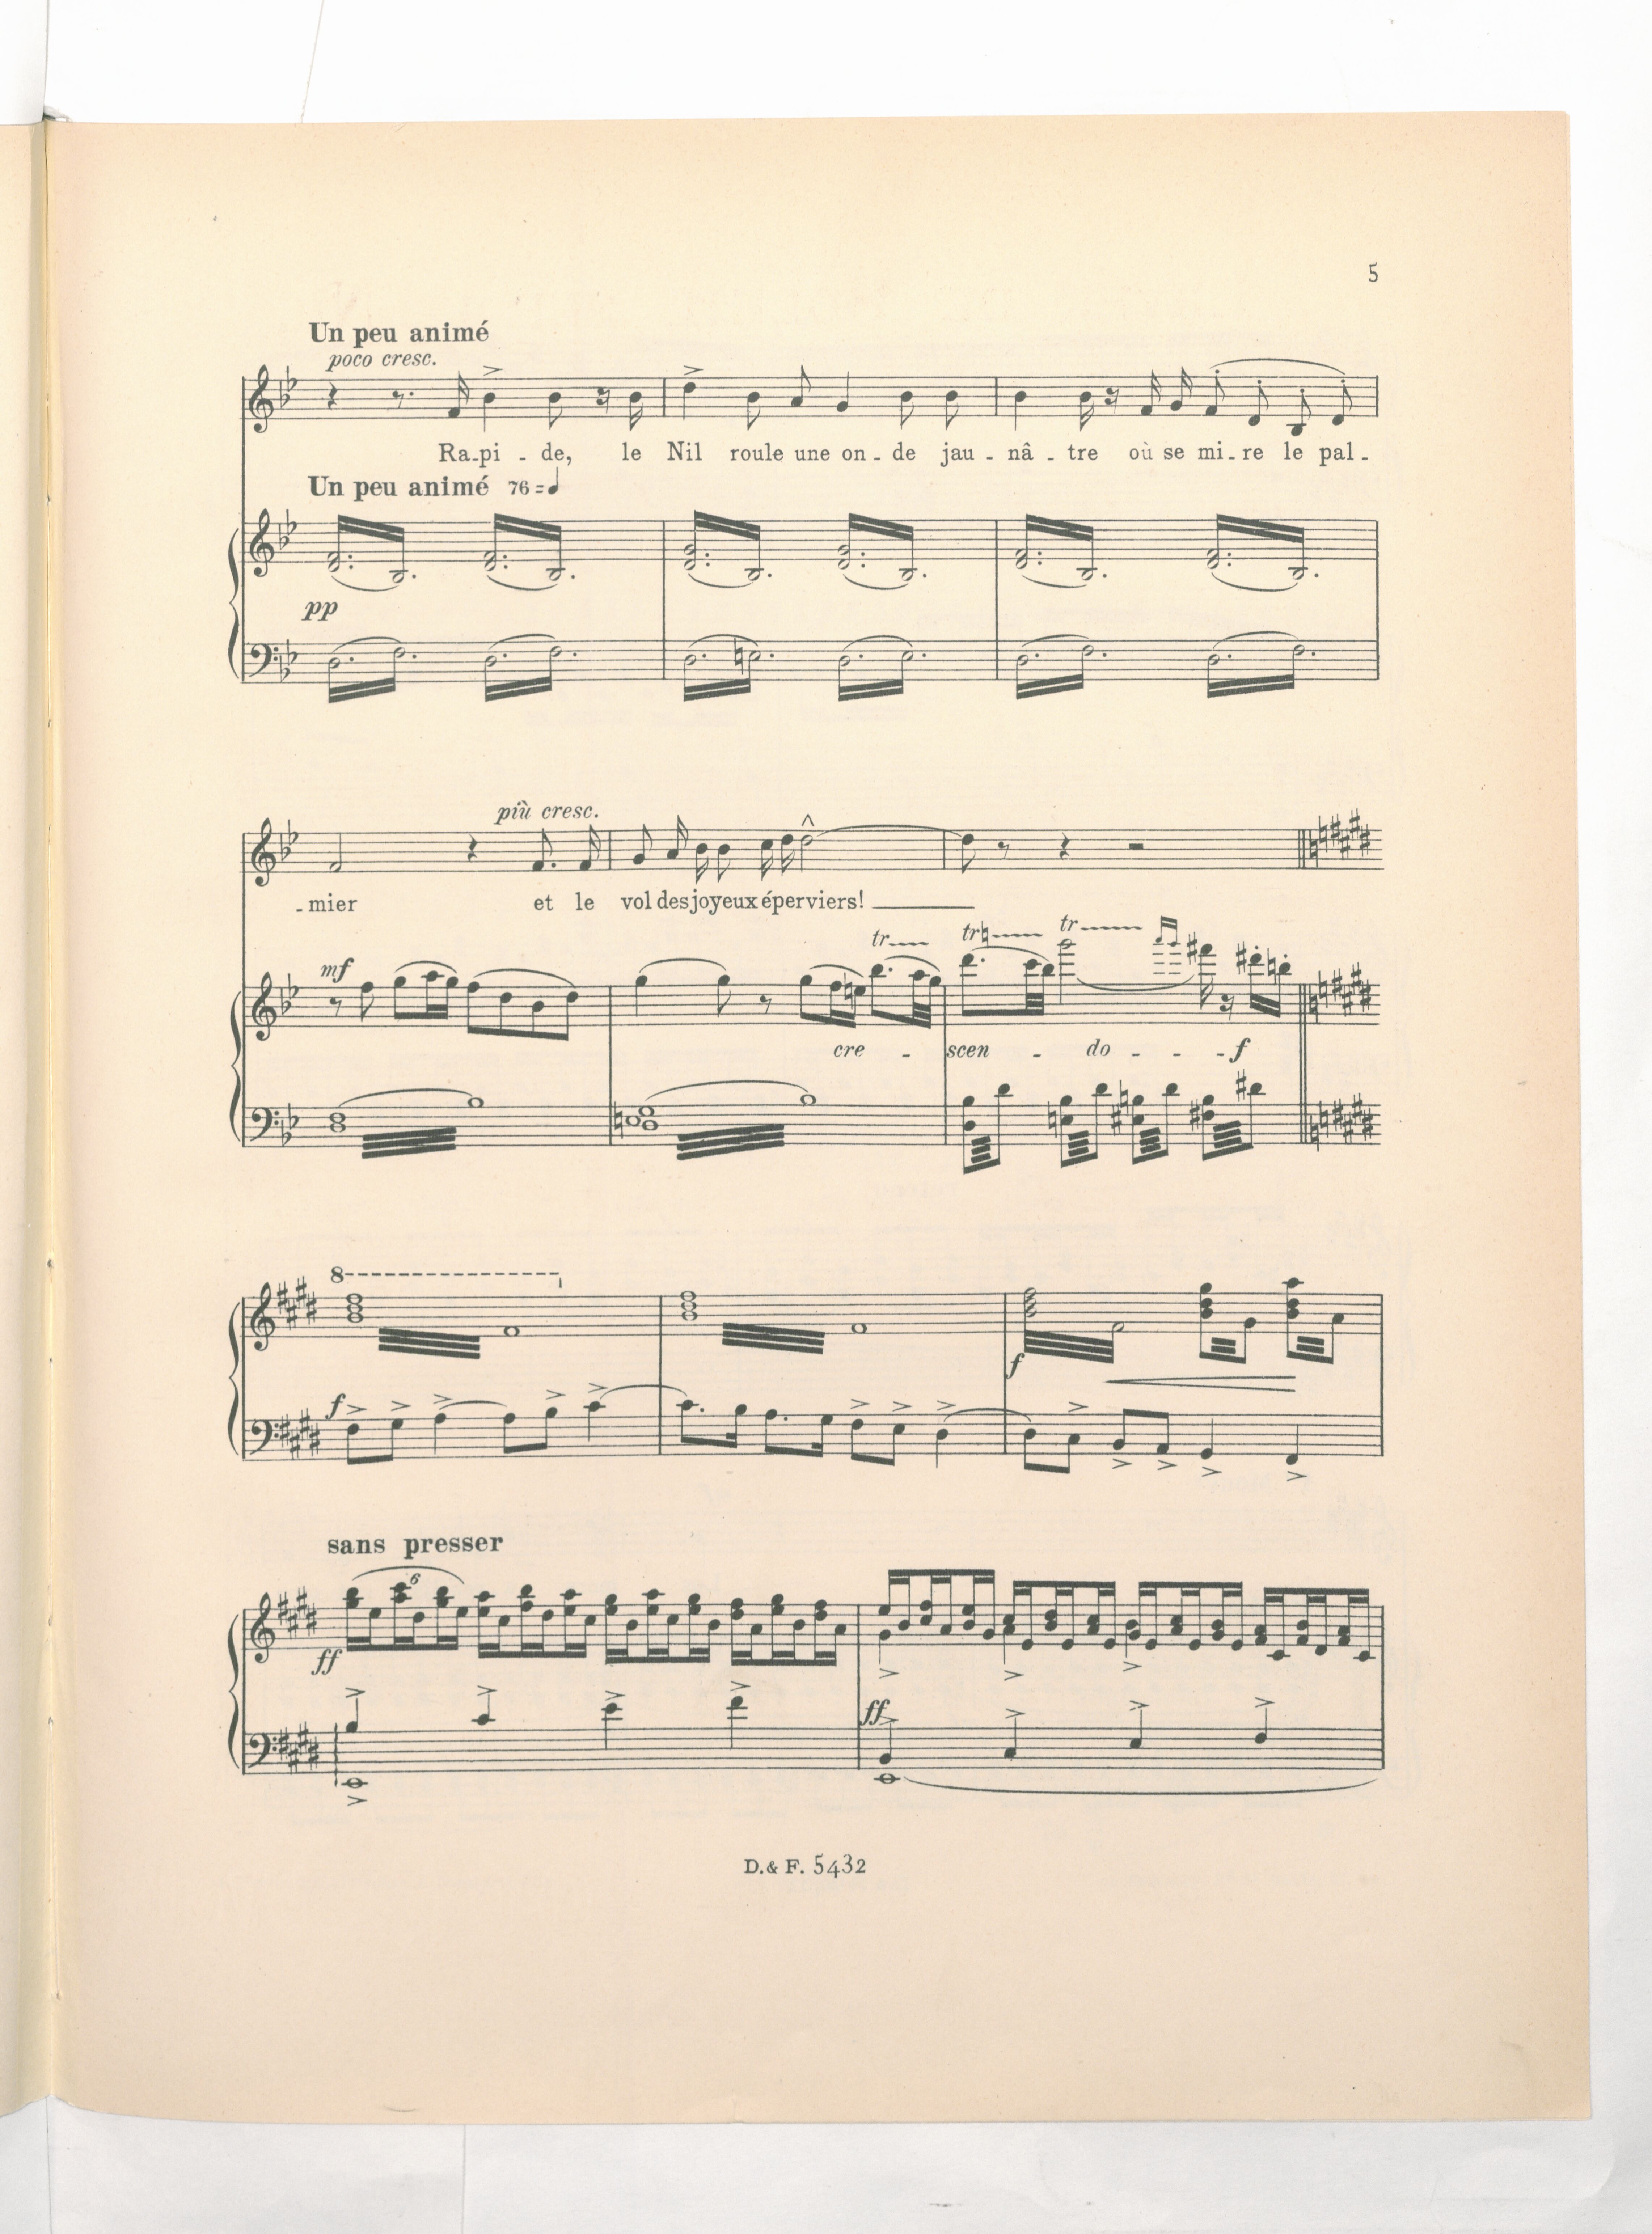 5
Un peu animé
poco cresc.
Ra-pi - de, le Nil roule une on - de jau - nâ - tre où se mi - re le pal -
Un peu animé 76 = ♩
pp
più cresc.
- mier et le vol des joyeux éperviers!
tr tr tr
mf
cre - scen - do - - - f
8
f
f
sans presser
6
ff
ff
D. & F. 5432